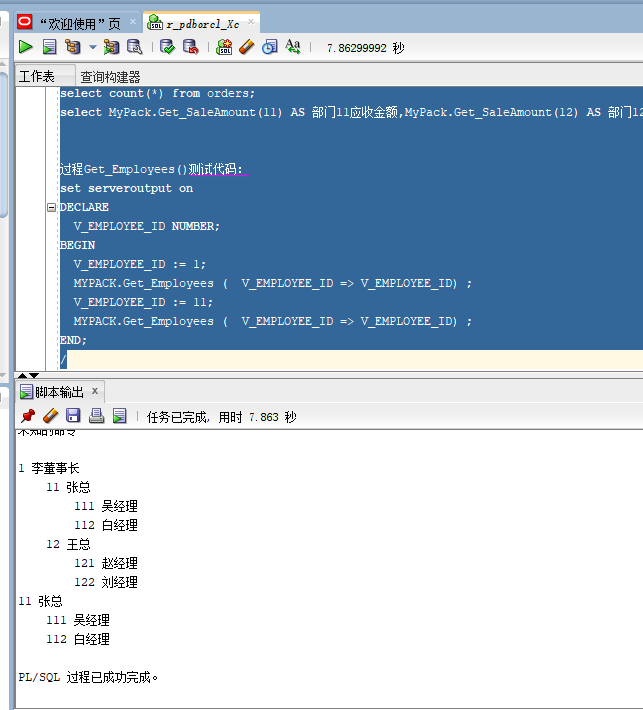 “欢迎使用”页
r_pdborcl_Xc
SQL
7.86299992 秒
工作表 查询构建器
select count(*) from orders;
select MyPack.Get_SaleAmount(11) AS 部门11应收金额,MyPack.Get_SaleAmount(12) AS 部门12
过程Get_Employees()测试代码:
set serveroutput on
DECLARE
V_EMPLOYEE_ID NUMBER;
BEGIN
V_EMPLOYEE_ID := 1;
MYPACK.Get_Employees ( V_EMPLOYEE_ID => V_EMPLOYEE_ID) ;
V_EMPLOYEE_ID := 11;
MYPACK.Get_Employees ( V_EMPLOYEE_ID => V_EMPLOYEE_ID) ;
END;
/
脚本输出
任务已完成, 用时 7.863 秒
未知的命令
1 李董事长
11 张总
111 吴经理
112 白经理
12 王总
121 赵经理
122 刘经理
11 张总
111 吴经理
112 白经理
PL/SQL 过程已成功完成。